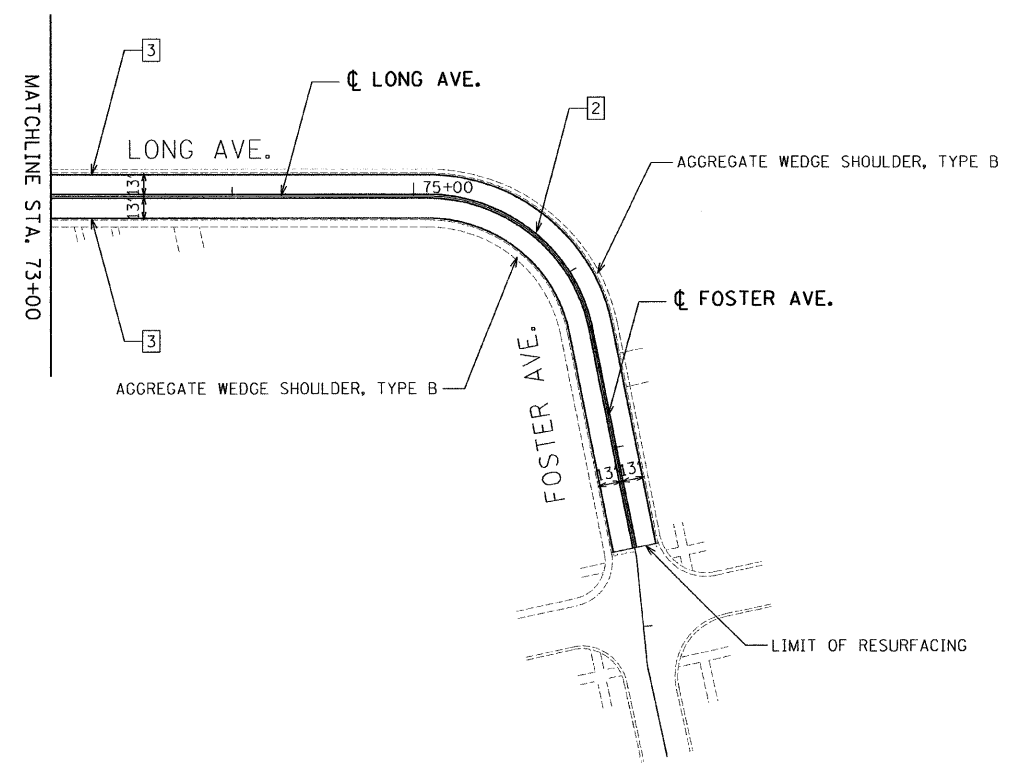 3
℄ LONG AVE.
2
MATCHLINE STA. 73+00
LONG AVE.
AGGREGATE WEDGE SHOULDER, TYPE B
13'
75+00
13'
℄ FOSTER AVE.
3
FOSTER AVE.
AGGREGATE WEDGE SHOULDER, TYPE B
13' 13'
LIMIT OF RESURFACING